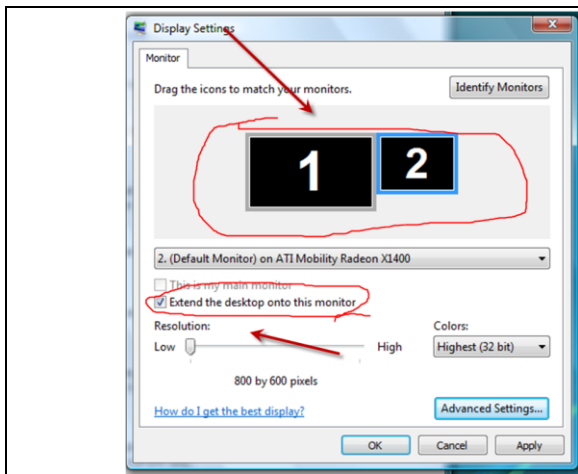 Display Settings
Monitor
Drag the icons to match your monitors.
Identify Monitors
1
2
2. (Default Monitor) on ATI Mobility Radeon X1400
This is my main monitor
Extend the desktop onto this monitor
Resolution:
Colors:
Low
High
Highest (32 bit)
800 by 600 pixels
How do I get the best display?
Advanced Settings...
OK
Cancel
Apply